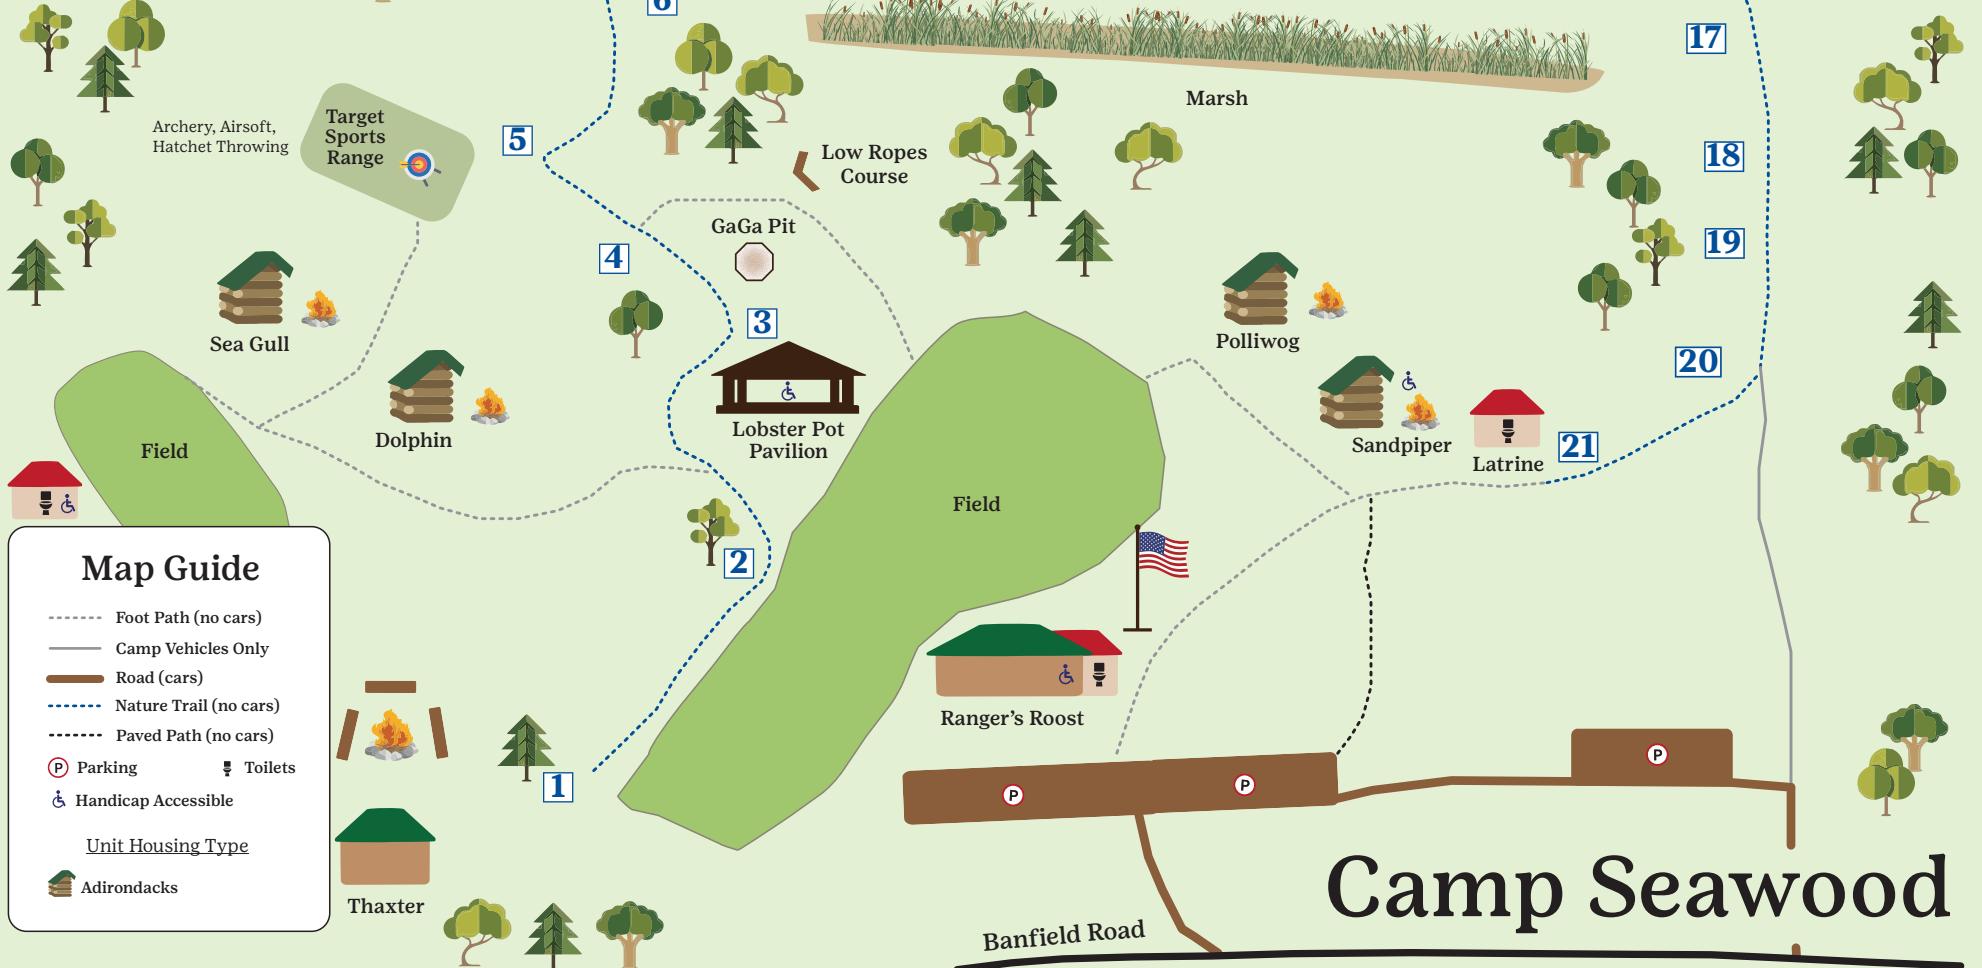 6
17
Marsh
Target
Sports
Range
Archery, Airsoft,
Hatchet Throwing
5
Low Ropes
Course
18
GaGa Pit
4
19
3
Sea Gull
Polliwog
20
Dolphin
Lobster Pot
Pavilion
Sandpiper
Latrine
21
Field
Field
2
Map Guide
Foot Path (no cars)
Camp Vehicles Only
Road (cars)
Nature Trail (no cars)
Paved Path (no cars)
P Parking
Toilets
Handicap Accessible
Unit Housing Type
Adirondacks
Ranger's Roost
1
P
P
P
Thaxter
Camp Seawood
Banfield Road